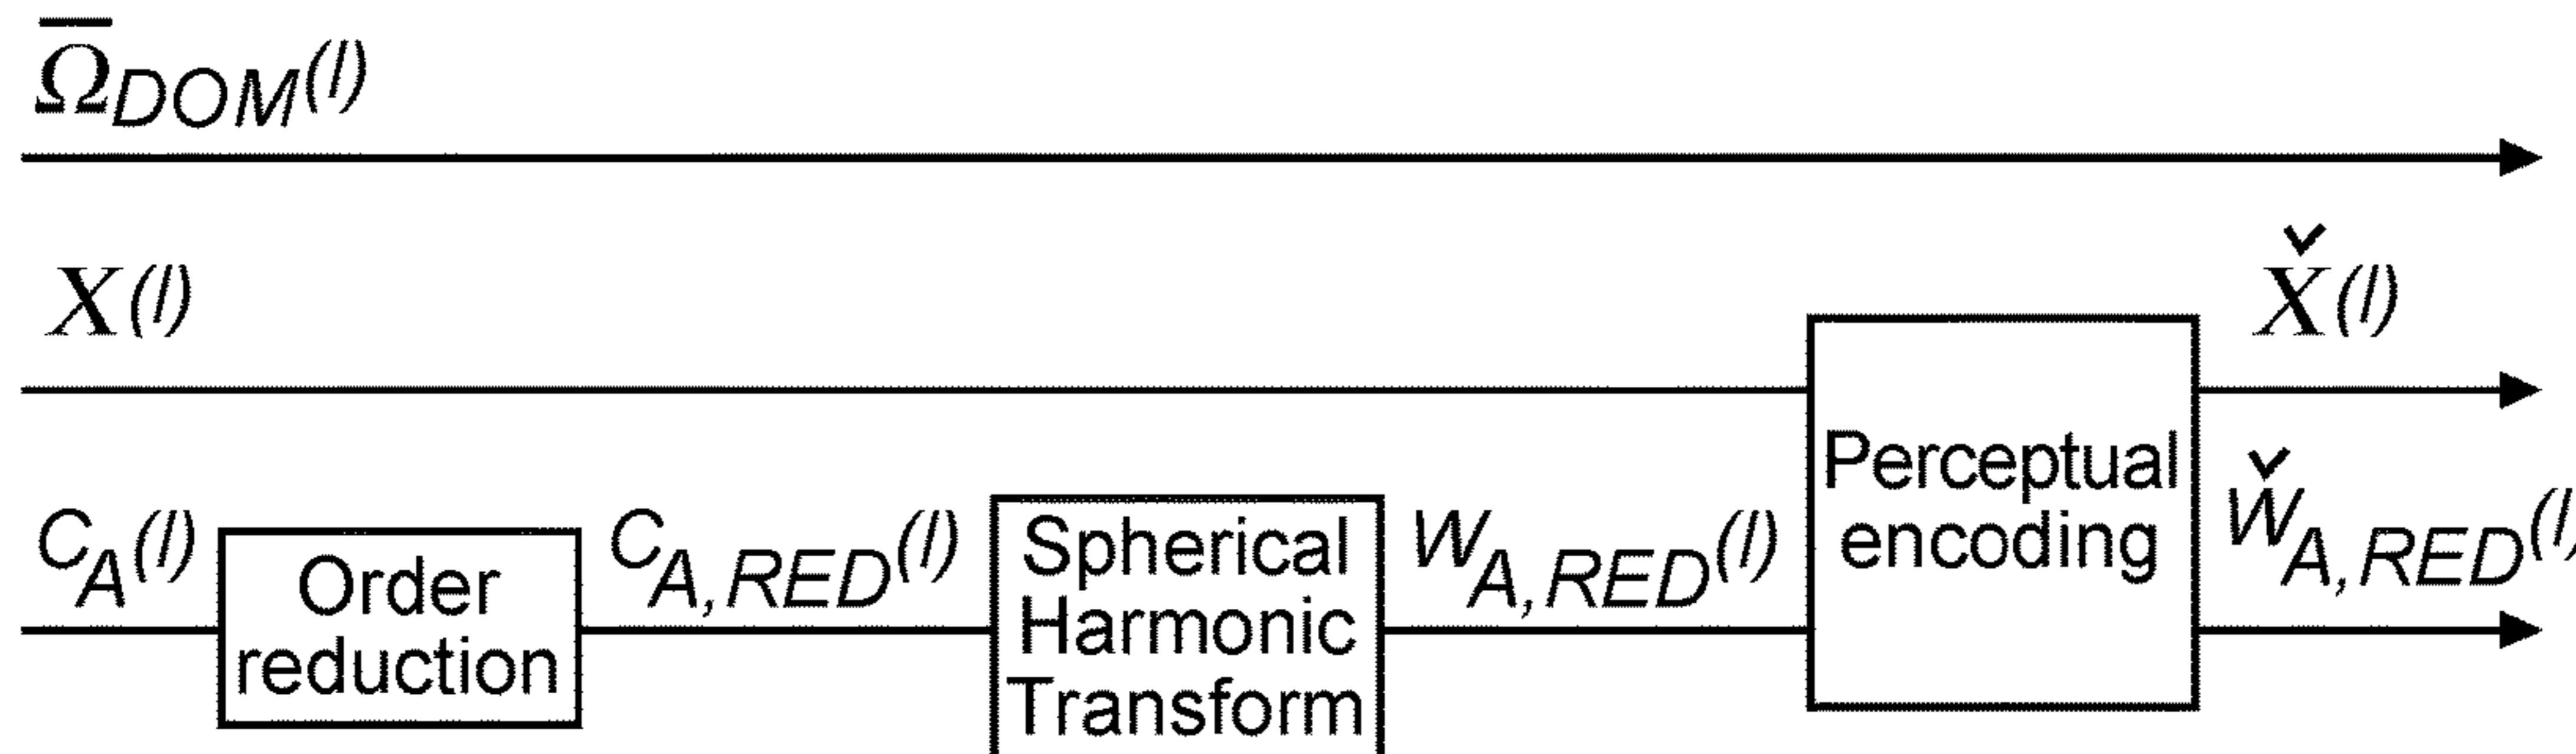 Ω̅DOM(l)
X(l)
X̌(l)
CA(l)
Order
reduction
CA,RED(l)
Spherical
Harmonic
Transform
WA,RED(l)
Perceptual
encoding
W̌A,RED(l)